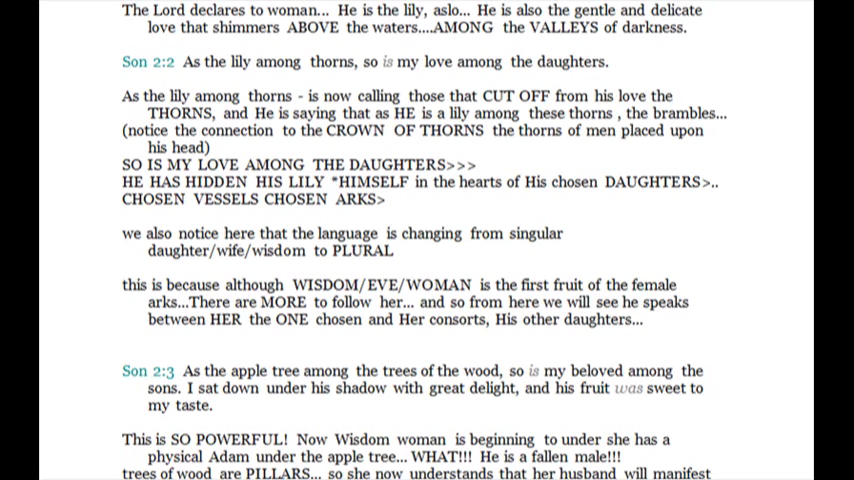 The Lord declares to woman... He is the lily, aslo... He is also the gentle and delicate
love that shimmers ABOVE the waters....AMONG the VALLEYS of darkness.
Son 2:2 As the lily among thorns, so is my love among the daughters.
As the lily among thorns - is now calling those that CUT OFF from his love the
THORNS, and He is saying that as HE is a lily among these thorns , the brambles...
(notice the connection to the CROWN OF THORNS the thorns of men placed upon
his head)
SO IS MY LOVE AMONG THE DAUGHTERS>>>
HE HAS HIDDEN HIS LILY *HIMSELF in the hearts of His chosen DAUGHTERS>..
CHOSEN VESSELS CHOSEN ARKS>
we also notice here that the language is changing from singular
daughter/wife/wisdom to PLURAL
this is because although WISDOM/EVE/WOMAN is the first fruit of the female
arks...There are MORE to follow her... and so from here we will see he speaks
between HER the ONE chosen and Her consorts, His other daughters...
Son 2:3 As the apple tree among the trees of the wood, so is my beloved among the
sons. I sat down under his shadow with great delight, and his fruit was sweet to
my taste.
This is SO POWERFUL! Now Wisdom woman is beginning to under she has a
physical Adam under the apple tree... WHAT!!! He is a fallen male!!!
trees of wood are PILLARS... so she now understands that her husband will manifest